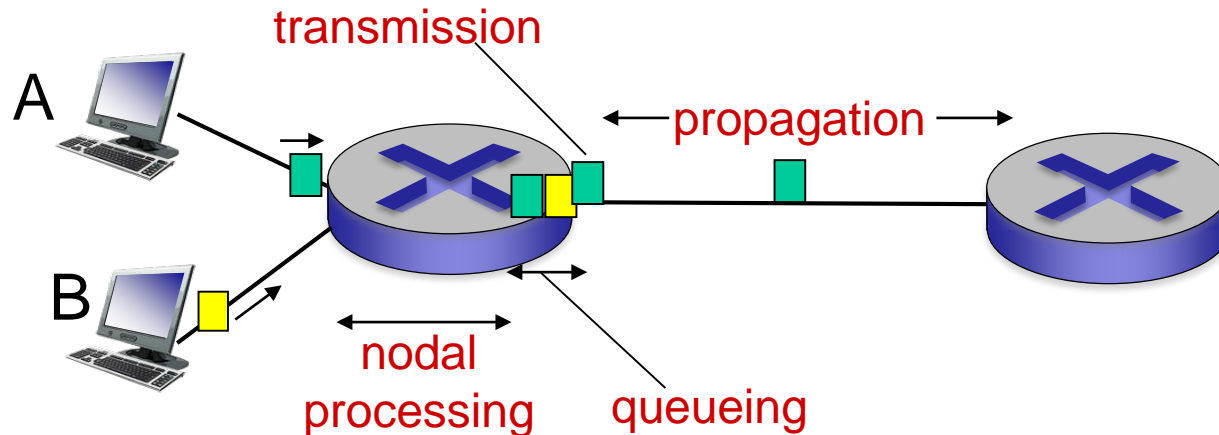 transmission
A
propagation
B
nodal
processing
queueing